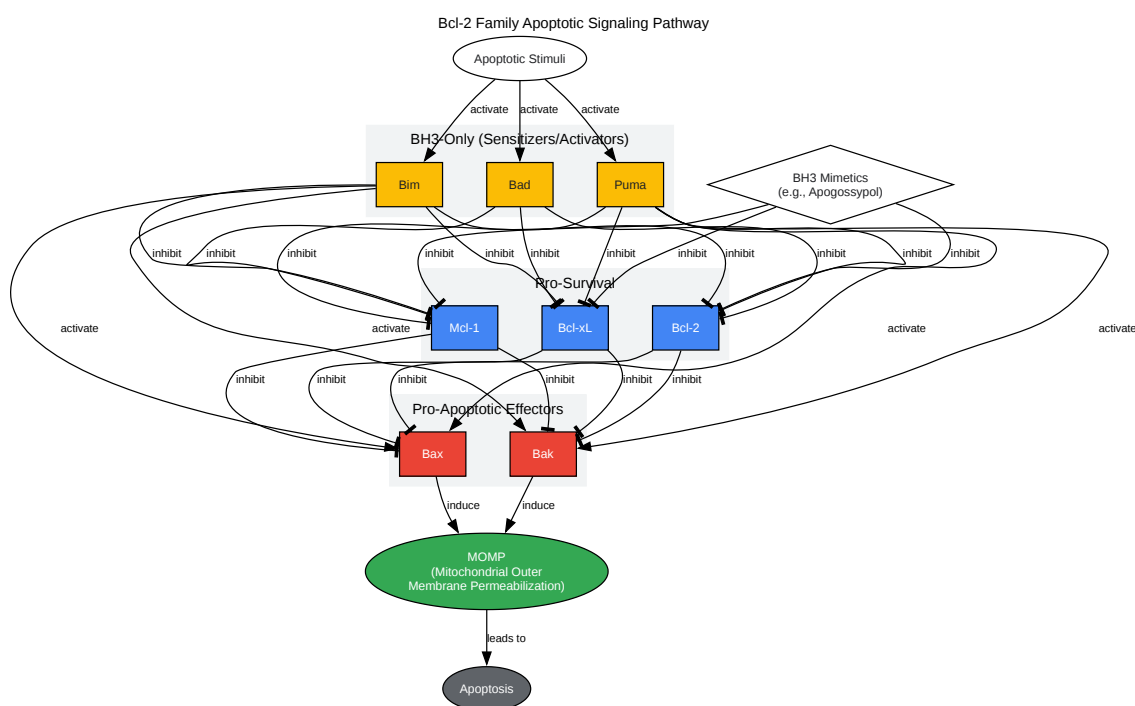 Bcl-2 Family Apoptotic Signaling Pathway
Apoptotic Stimuli
activate
activate
activate
BH3-Only (Sensitizers/Activators)
Bim
Bad
Puma
BH3 Mimetics
(e.g., Apogossypol)
inhibit
inhibit
inhibit
inhibit
inhibit
inhibit
inhibit
inhibit
inhibit
inhibit
Pro-Survival
Mcl-1
Bcl-xL
Bcl-2
activate
activate
activate
activate
inhibit
inhibit
inhibit
inhibit
inhibit
inhibit
Pro-Apoptotic Effectors
Bax
Bak
induce
induce
MOMP
(Mitochondrial Outer
Membrane Permeabilization)
leads to
Apoptosis